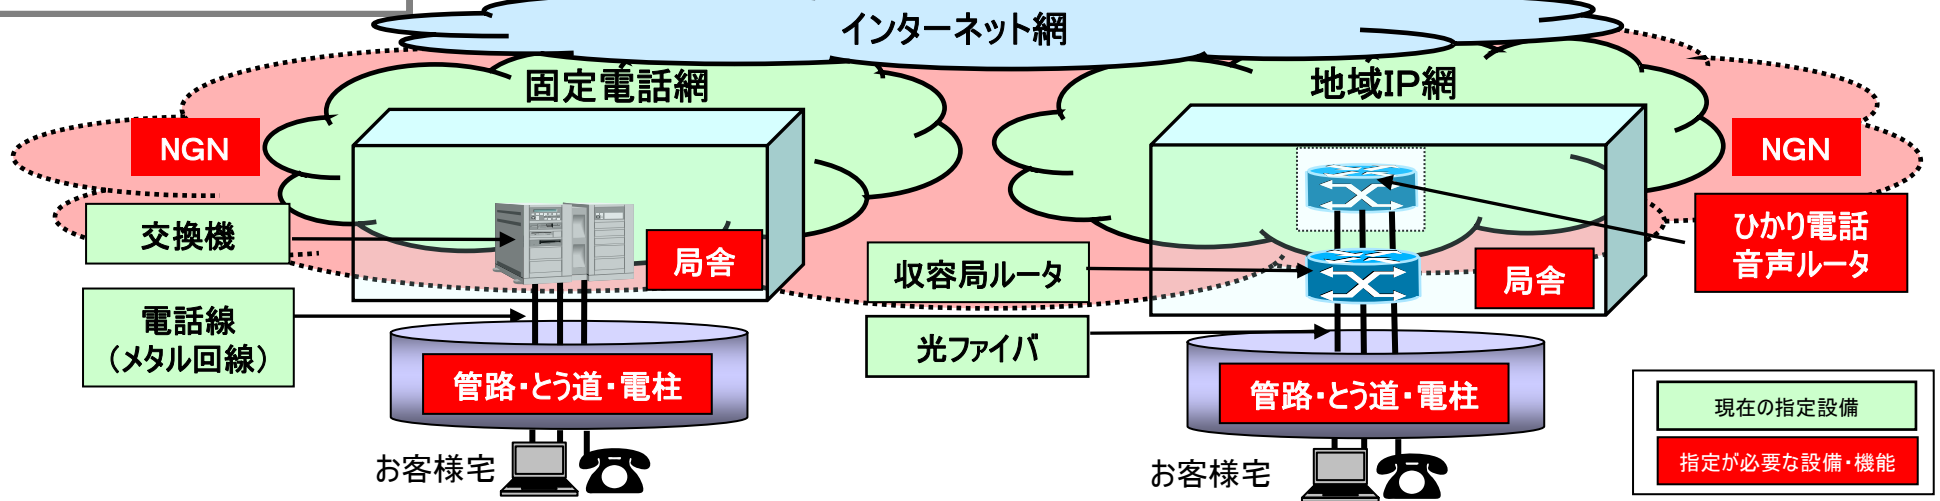 インターネット網
固定電話網
地域IP網
NGN
NGN
交換機
局舎
ひかり電話
音声ルータ
収容局ルータ
局舎
電話線
(メタル回線)
光ファイバ
管路・とう道・電柱
管路・とう道・電柱
現在の指定設備
指定が必要な設備・機能
お客様宅
お客様宅